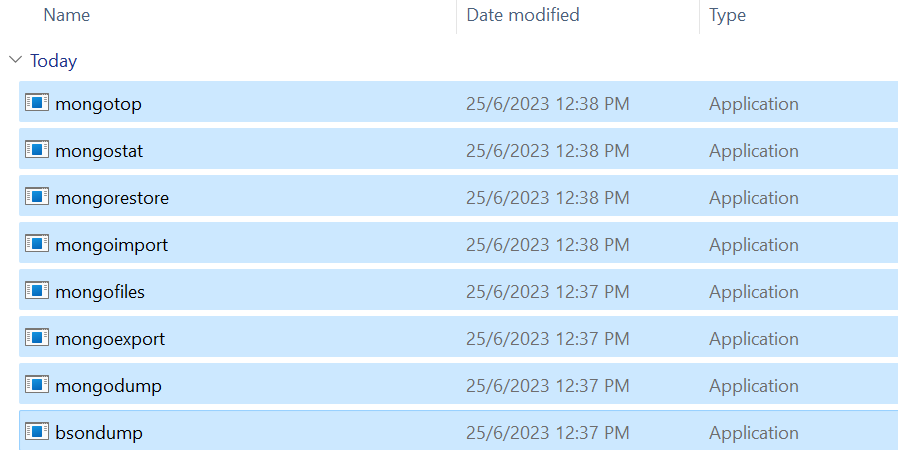 Name Date modified Type
Today
mongotop 25/6/2023 12:38 PM Application
mongostat 25/6/2023 12:38 PM Application
mongorestore 25/6/2023 12:38 PM Application
mongoimport 25/6/2023 12:38 PM Application
mongofiles 25/6/2023 12:37 PM Application
mongoexport 25/6/2023 12:37 PM Application
mongodump 25/6/2023 12:37 PM Application
bsondump 25/6/2023 12:37 PM Application